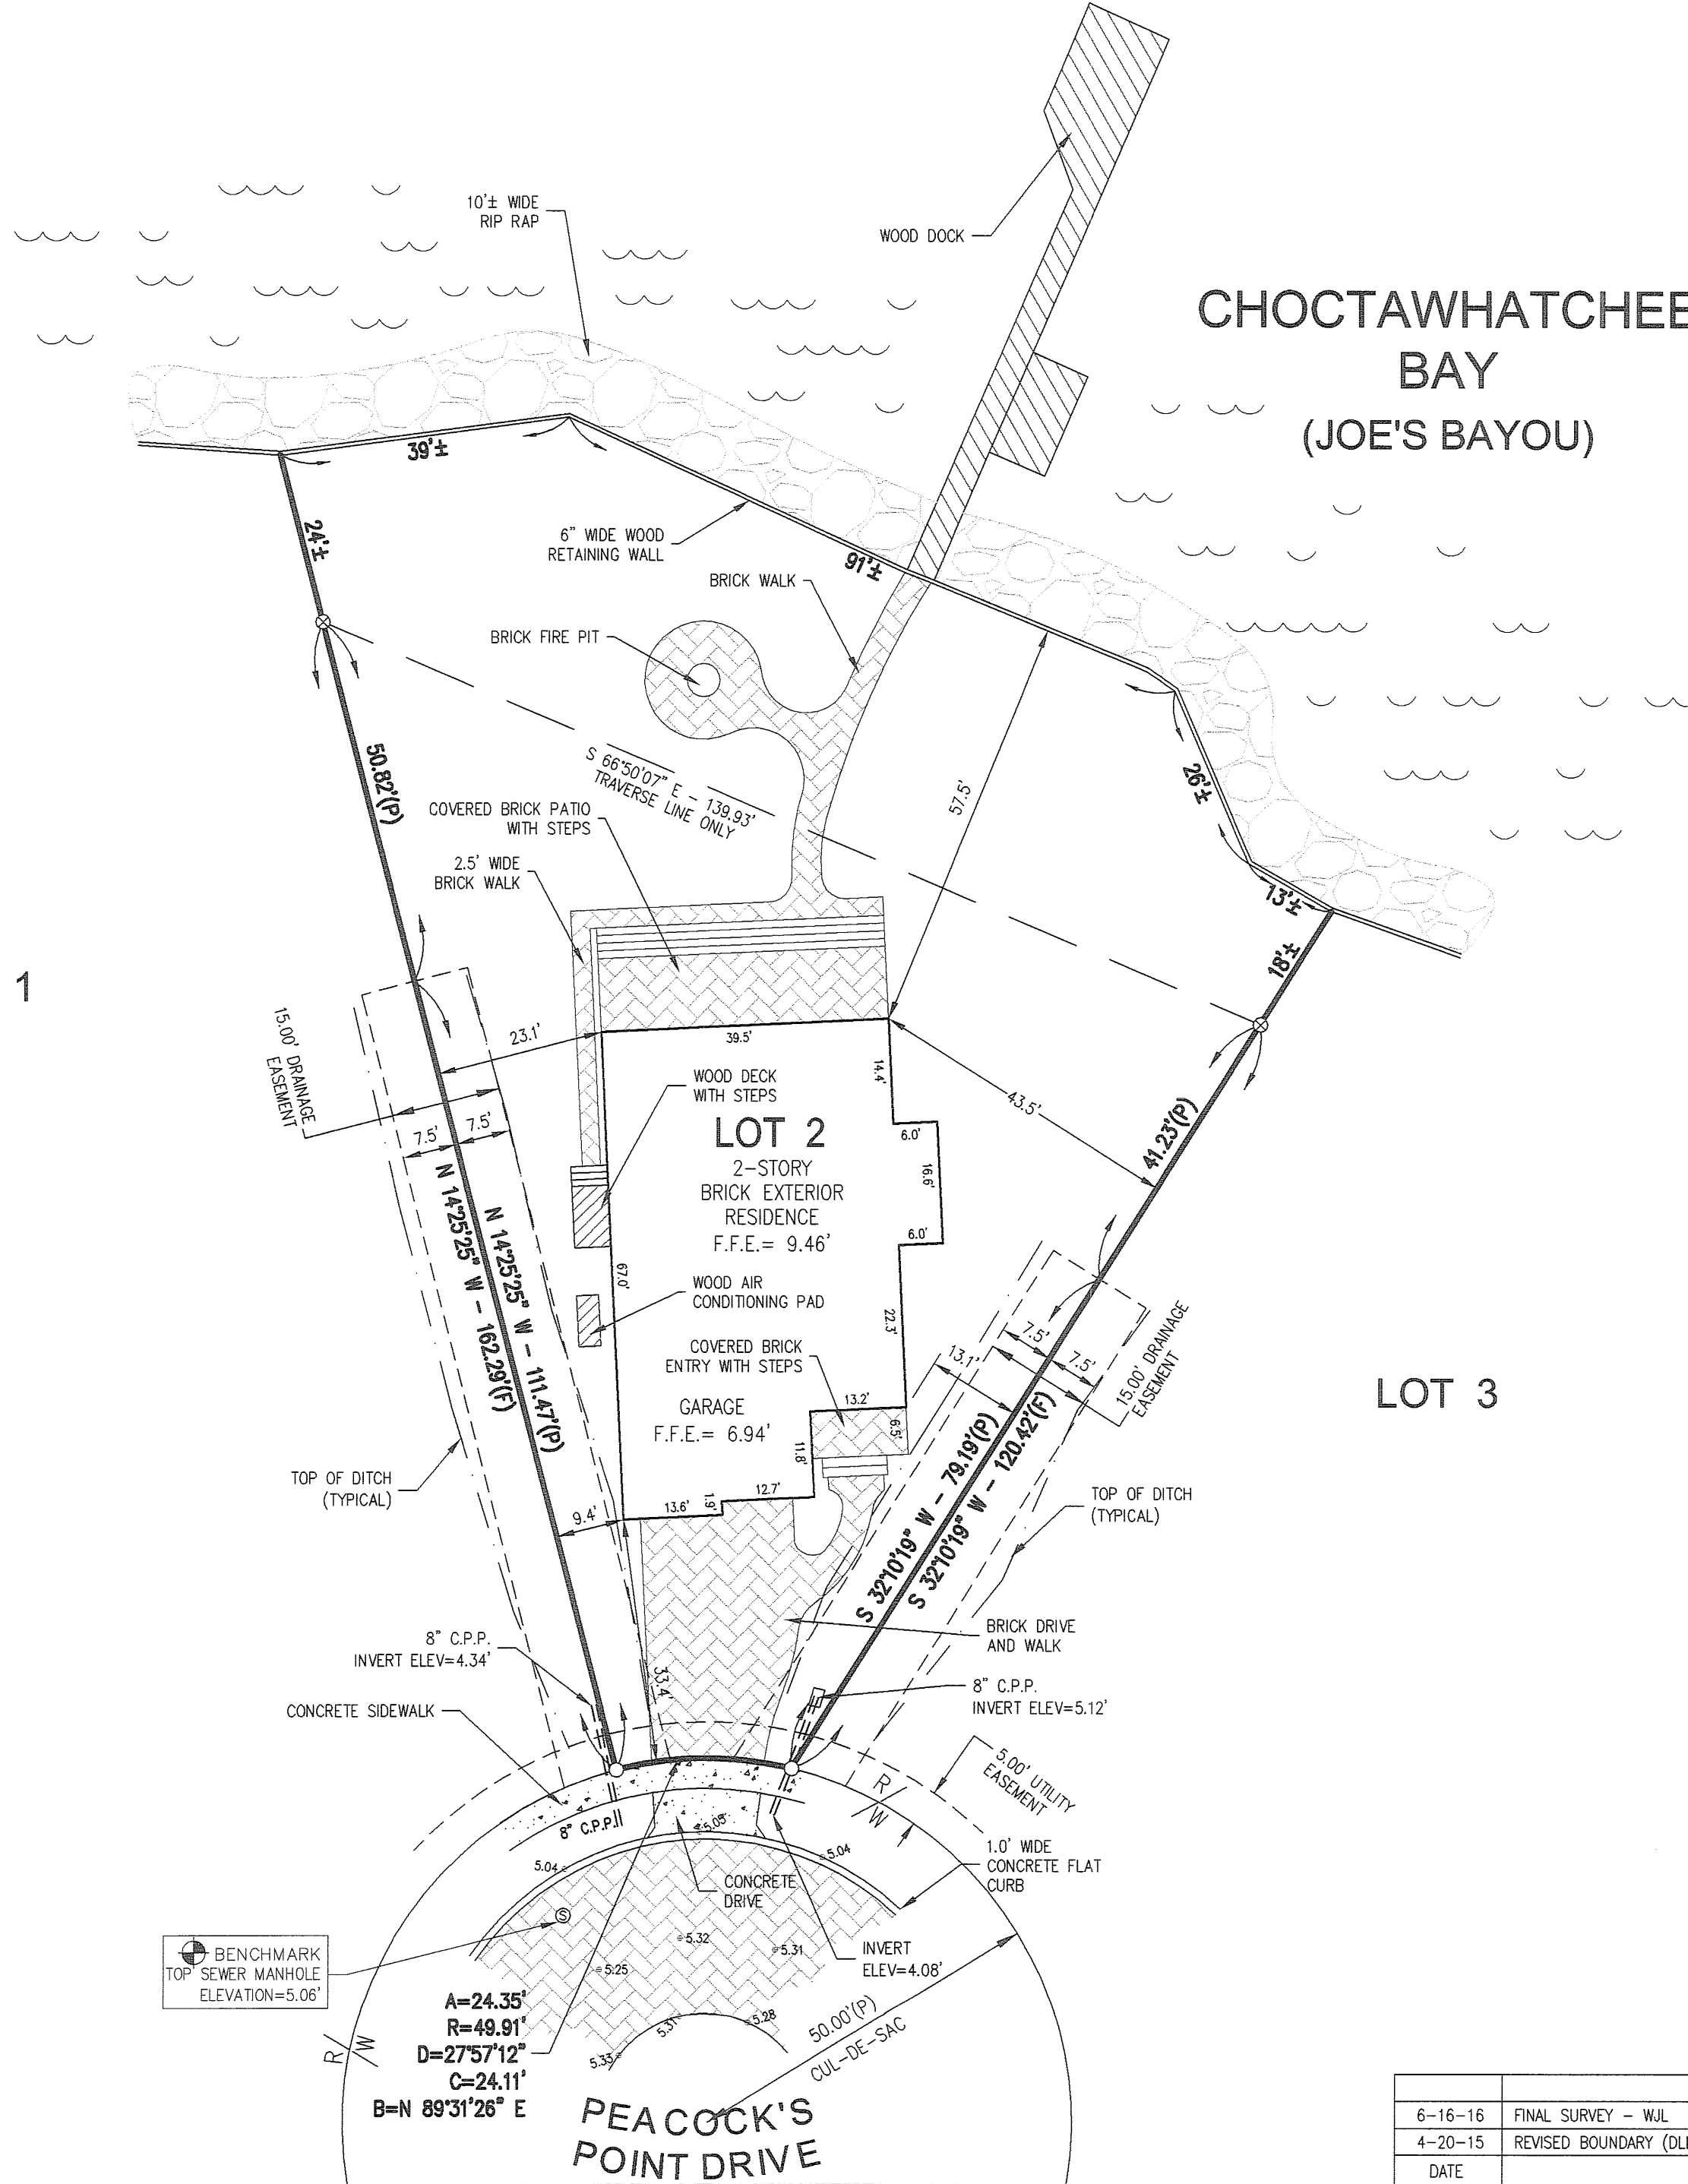 10'± WIDE
RIP RAP
WOOD DOCK
CHOCTAWHATCHEE
BAY
(JOE'S BAYOU)
39'±
24'±
6" WIDE WOOD
RETAINING WALL
91'±
BRICK WALK
BRICK FIRE PIT
S 66°50'07" E - 139.93'
TRAVERSE LINE ONLY
50.82'(P)
57.5'
26'±
13'±
18'±
COVERED BRICK PATIO
WITH STEPS
2.5' WIDE
BRICK WALK
1
15.00' DRAINAGE
EASEMENT
23.1'
39.5'
14.4'
WOOD DECK
WITH STEPS
43.5'
41.23'(P)
7.5'
7.5'
LOT 2
2-STORY
BRICK EXTERIOR
RESIDENCE
F.F.E.= 9.46'
6.0'
16.6'
6.0'
N 14°25'25" W - 162.29'(F)
N 14°25'25" W - 111.47'(P)
67.0'
WOOD AIR
CONDITIONING PAD
22.3'
COVERED BRICK
ENTRY WITH STEPS
13.1'
7.5'
7.5'
15.00' DRAINAGE
EASEMENT
LOT 3
GARAGE
F.F.E.= 6.94'
13.2'
6.5'
11.8'
12.7'
1.9'
13.6'
TOP OF DITCH
(TYPICAL)
9.4'
S 32°10'19" W - 79.19'(P)
S 32°10'19" W - 120.42'(F)
TOP OF DITCH
(TYPICAL)
BRICK DRIVE
AND WALK
8" C.P.P.
INVERT ELEV=4.34'
33.4'
8" C.P.P.
INVERT ELEV=5.12'
CONCRETE SIDEWALK
5.00' UTILITY
EASEMENT
R/W
8" C.P.P.
5.05
5.04
5.04
1.0' WIDE
CONCRETE FLAT
CURB
CONCRETE
DRIVE
BENCHMARK
TOP SEWER MANHOLE
ELEVATION=5.06'
S
5.32
5.31
5.25
INVERT
ELEV=4.08'
A=24.35'
R=49.91'
D=27°57'12"
C=24.11'
B=N 89°31'26" E
5.31
5.28
5.33
50.00'(P)
CUL-DE-SAC
R/W
PEACOCK'S
POINT DRIVE
6-16-16 FINAL SURVEY - WJL
4-20-15 REVISED BOUNDARY
DATE